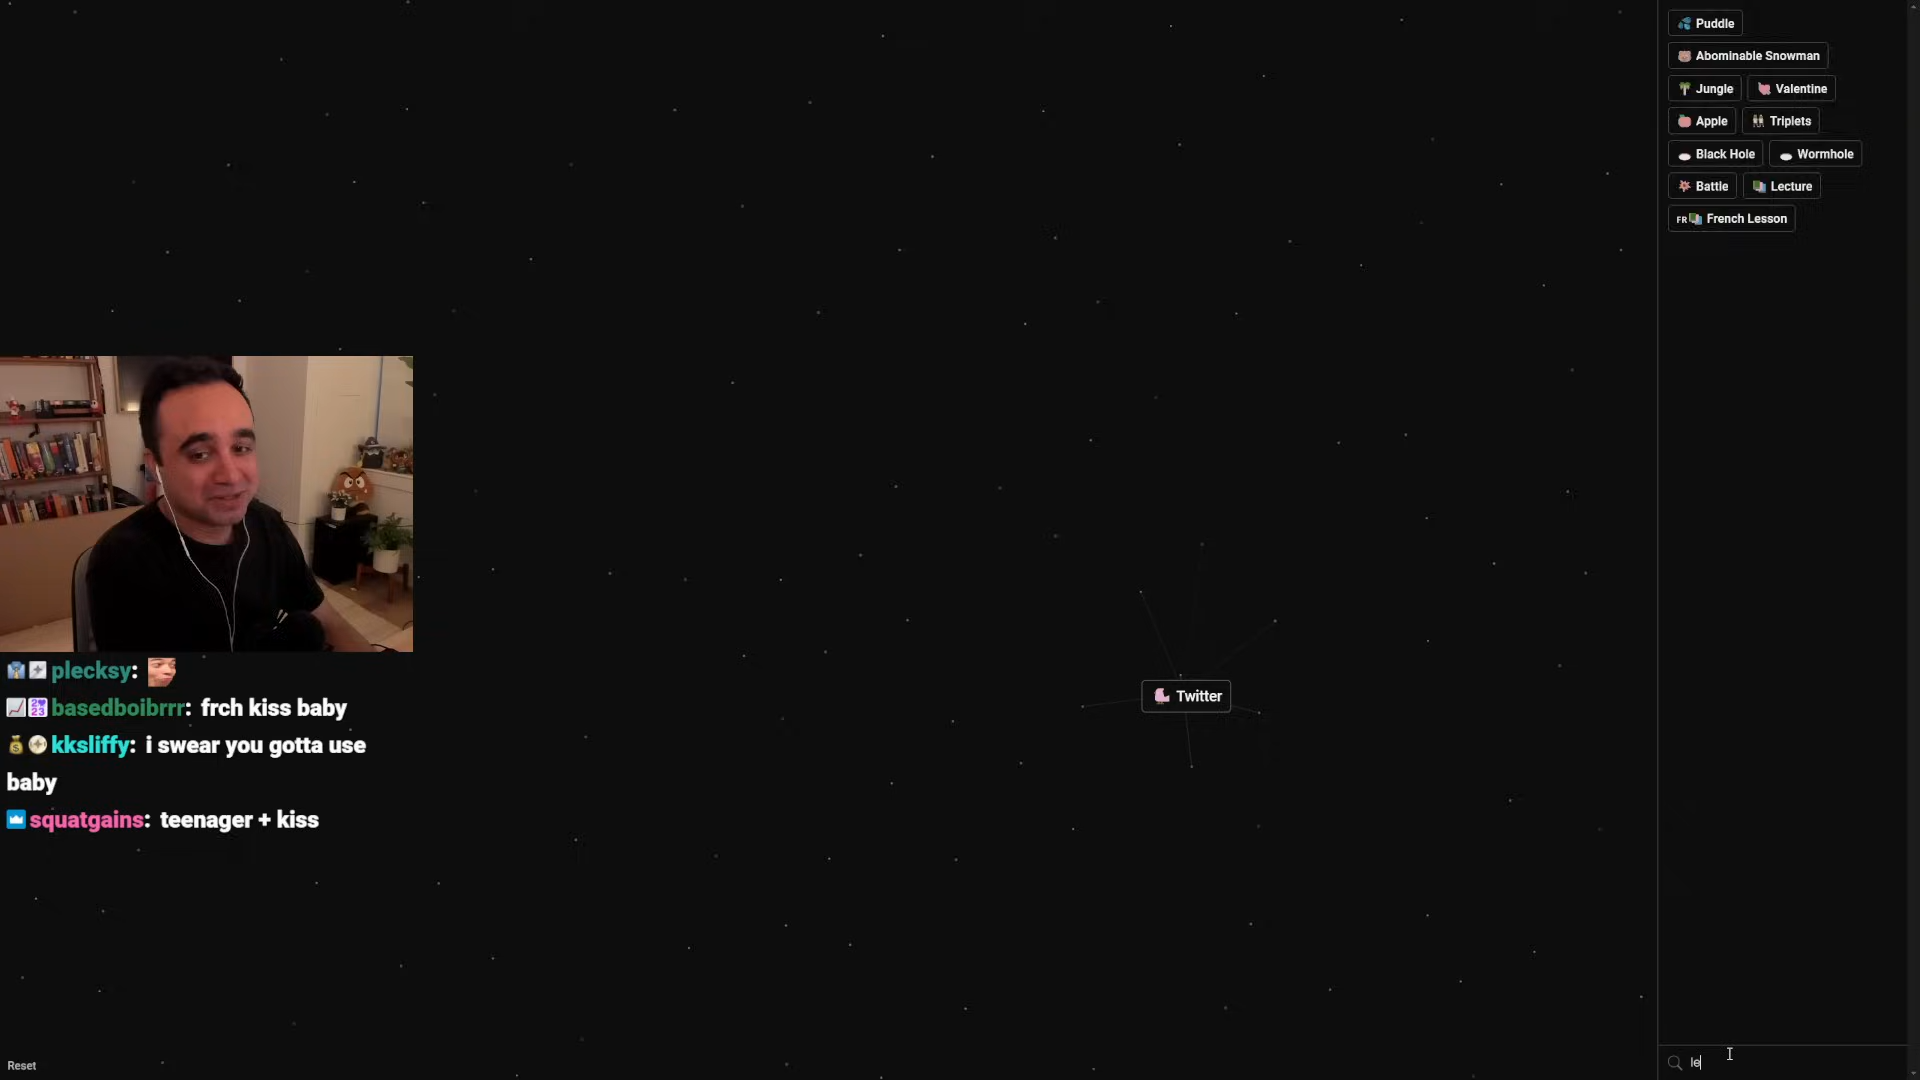 Puddle
Abominable Snowman
Jungle Valentine
Apple Triplets
Black Hole Wormhole
Battle Lecture
FR French Lesson
Twitter
plecksy:
basedboibrrr: frch kiss baby
kksliffy: i swear you gotta use
baby
squatgains: teenager + kiss
Reset
le